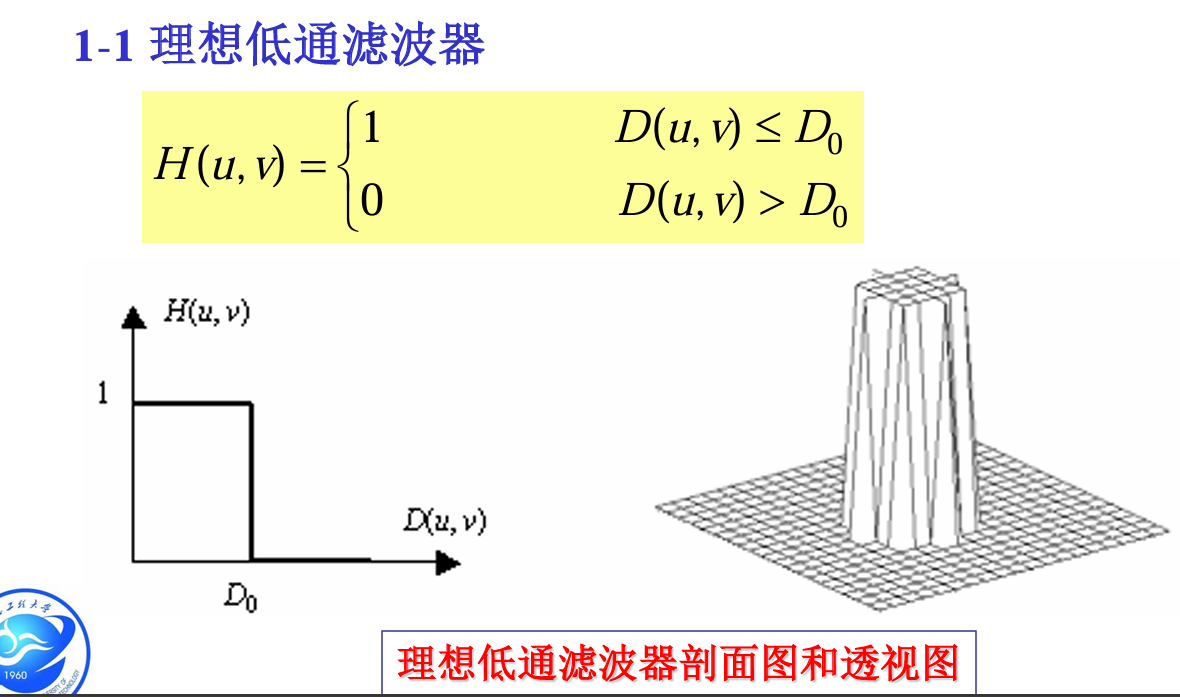 1-1 理想低通滤波器
H(u, v) = { 1 D(u, v) ≤ D₀
0 D(u, v) > D₀
H(u, v)
1
D(u, v)
D₀
1960
理想低通滤波器剖面图和透视图